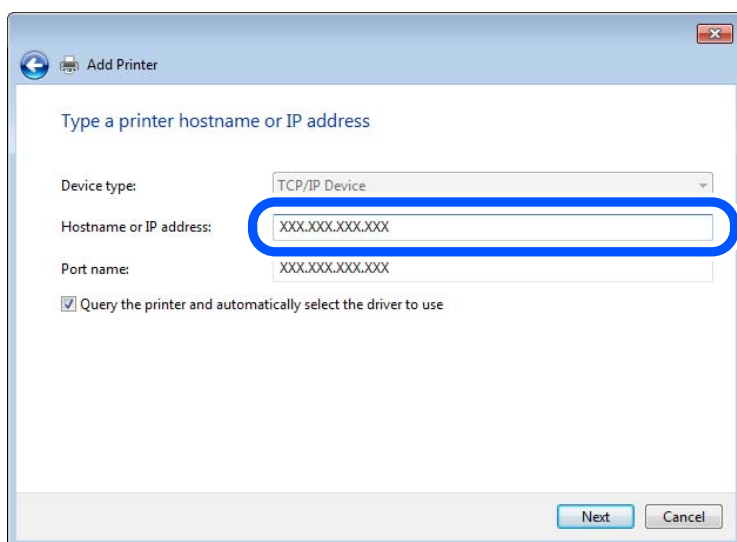 Add Printer
Type a printer hostname or IP address
Device type: TCP/IP Device
Hostname or IP address: XXX.XXX.XXX.XXX
Port name: XXX.XXX.XXX.XXX
Query the printer and automatically select the driver to use
Next Cancel